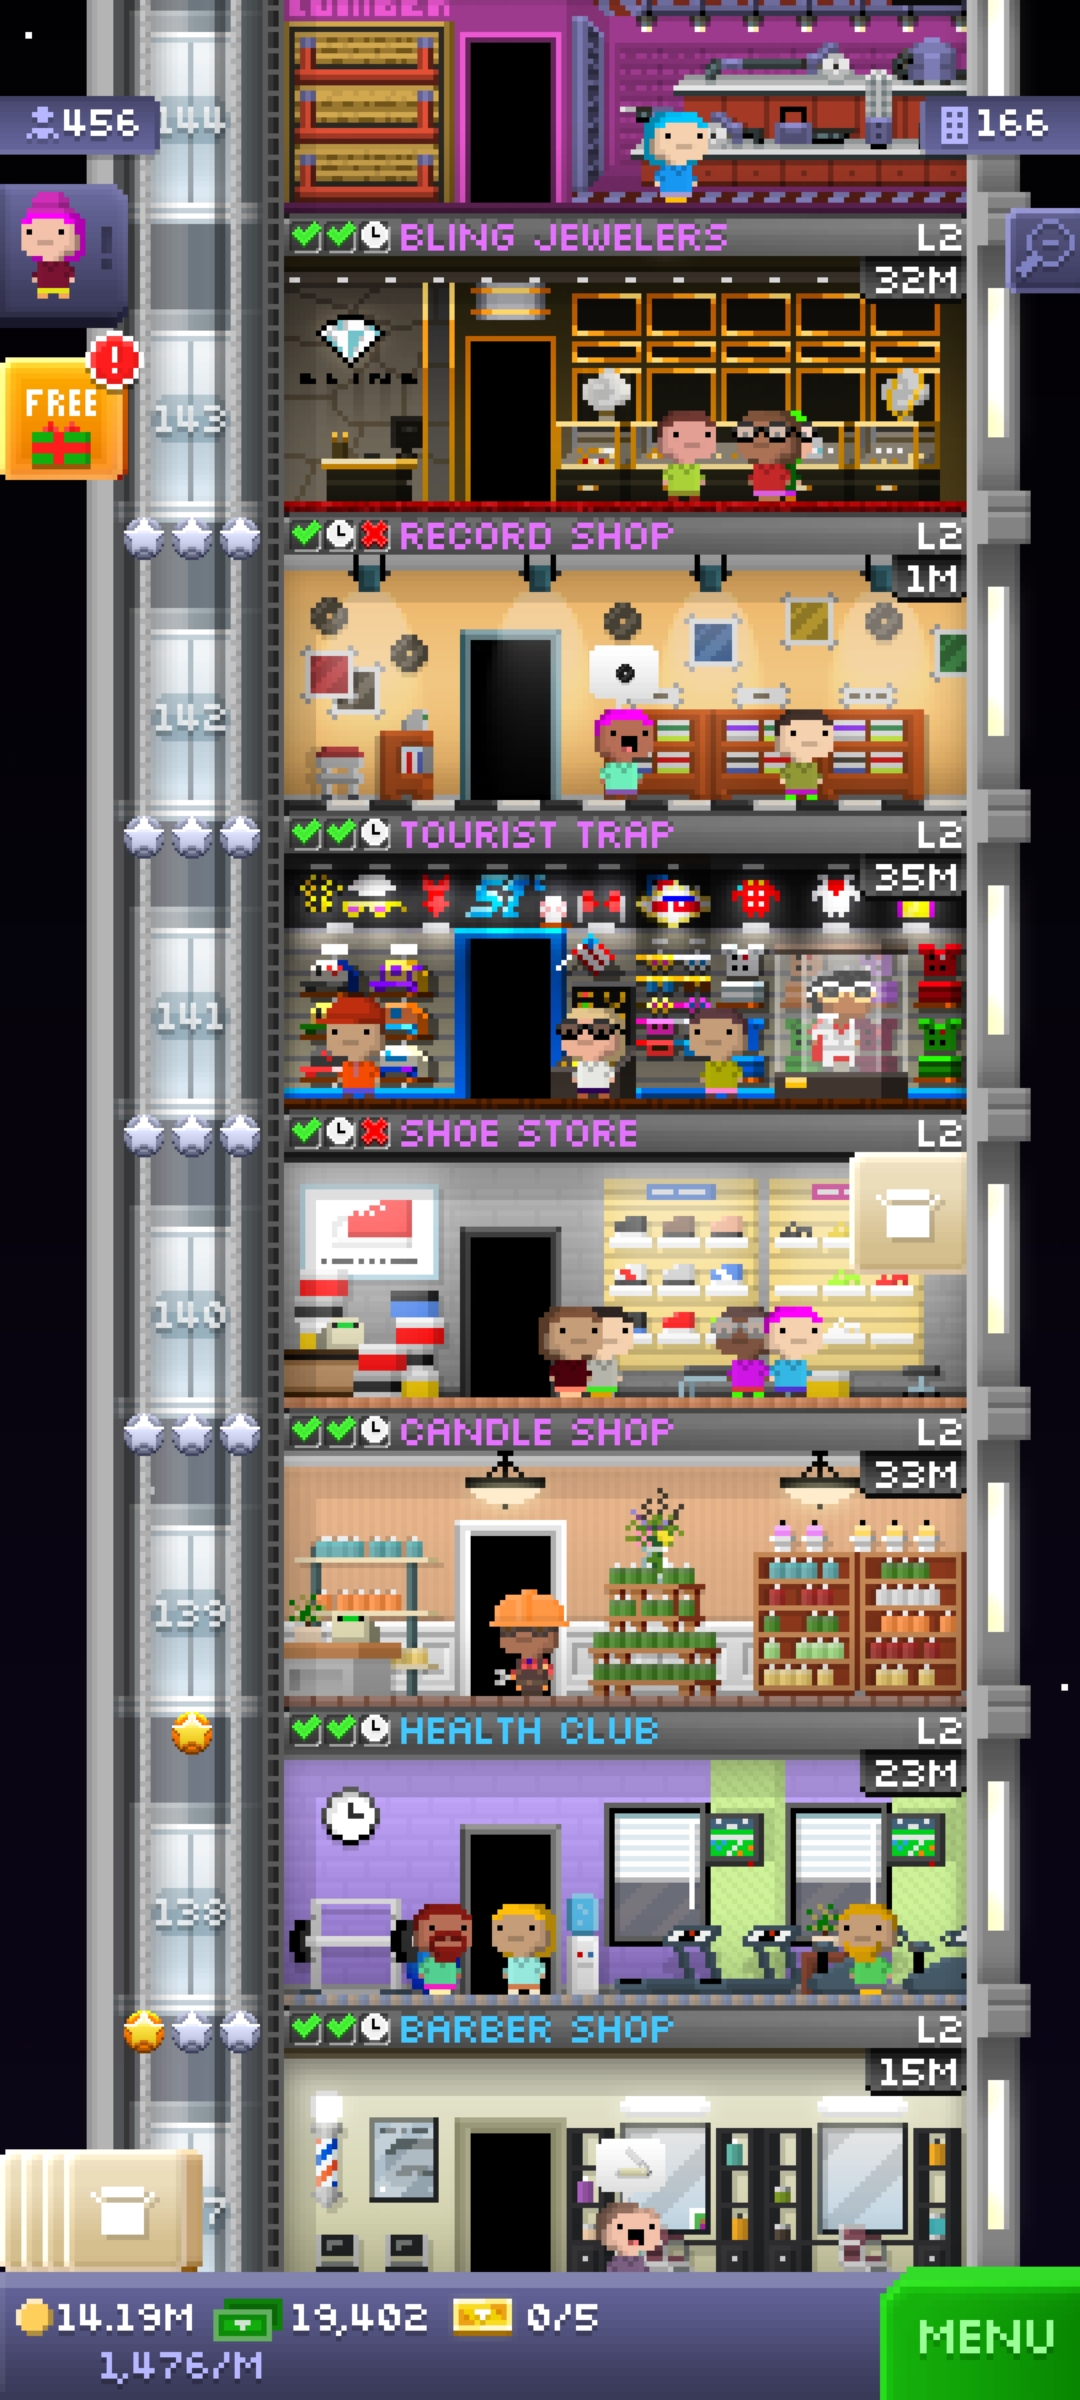 LUMBER
456
144
166
BLING JEWELERS
L2
32M
BLING
FREE
!
143
RECORD SHOP
L2
1M
142
TOURIST TRAP
L2
35M
141
SHOE STORE
L2
140
CANDLE SHOP
L2
33M
139
HEALTH CLUB
L2
23M
138
BARBER SHOP
L2
15M
14.19M
19,402
0/5
MENU
1,476/M